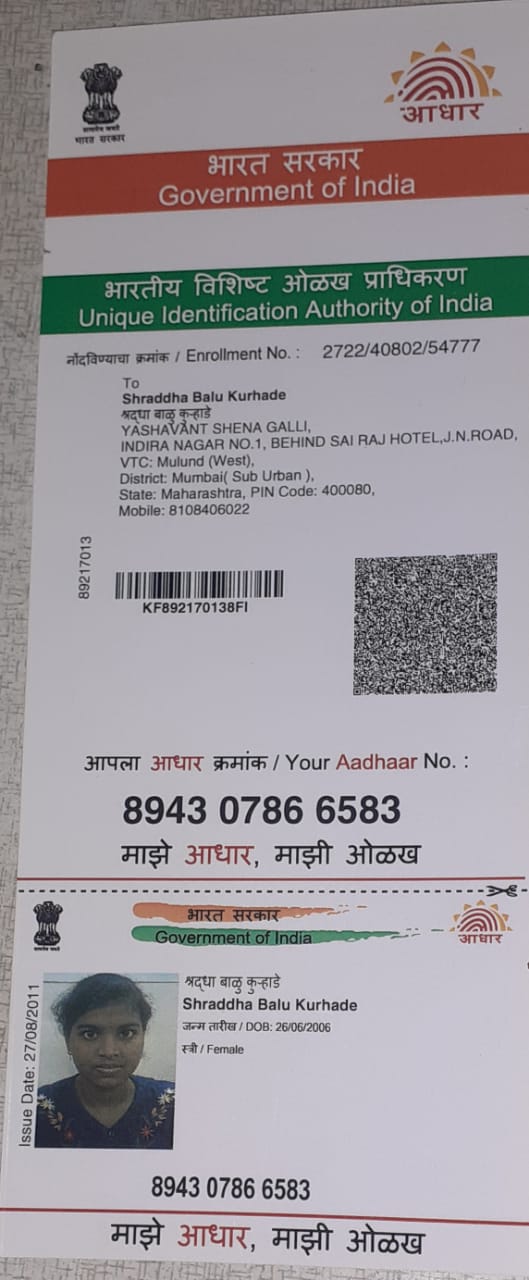 सत्यमेव जयते
भारत सरकार
आधार
भारत सरकार
Government of India
भारतीय विशिष्ट ओळख प्राधिकरण
Unique Identification Authority of India
नोंदविण्याचा क्रमांक / Enrollment No. : 2722/40802/54777
To
Shraddha Balu Kurhade
श्रद्धा बाळु कुऱ्हाडे
YASHAVANT SHENA GALLI,
INDIRA NAGAR NO.1, BEHIND SAI RAJ HOTEL,J.N.ROAD,
VTC: Mulund (West),
District: Mumbai( Sub Urban ),
State: Maharashtra, PIN Code: 400080,
Mobile: 8108406022
89217013
KF892170138FI
आपला आधार क्रमांक / Your Aadhaar No. :
8943 0786 6583
माझे आधार, माझी ओळख
भारत सरकार
Government of India
आधार
Issue Date: 27/08/2011
श्रद्धा बाळु कुऱ्हाडे
Shraddha Balu Kurhade
जन्म तारीख / DOB: 26/06/2006
स्त्री / Female
8943 0786 6583
माझे आधार, माझी ओळख